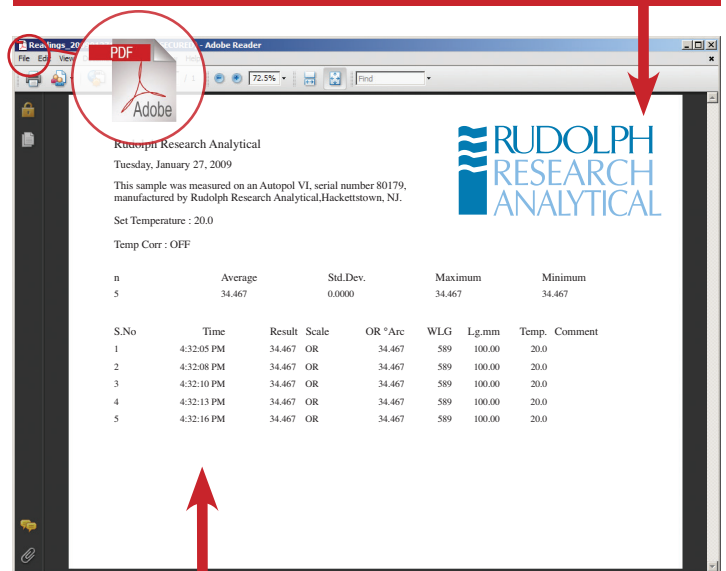 Readings_20 SECURED) - Adobe Reader
File Edit View
PDF
Adobe
/ 1
72.5%
Find
RUDOLPH
RESEARCH
ANALYTICAL
Rudolph Research Analytical
Tuesday, January 27, 2009
This sample was measured on an Autopol VI, serial number 80179,
manufactured by Rudolph Research Analytical,Hackettstown, NJ.
Set Temperature : 20.0
Temp Corr : OFF
n Average Std.Dev. Maximum Minimum
5 34.467 0.0000 34.467 34.467
S.No Time Result Scale OR °Arc WLG Lg.mm Temp. Comment
1 4:32:05 PM 34.467 OR 34.467 589 100.00 20.0
2 4:32:08 PM 34.467 OR 34.467 589 100.00 20.0
3 4:32:10 PM 34.467 OR 34.467 589 100.00 20.0
4 4:32:13 PM 34.467 OR 34.467 589 100.00 20.0
5 4:32:16 PM 34.467 OR 34.467 589 100.00 20.0